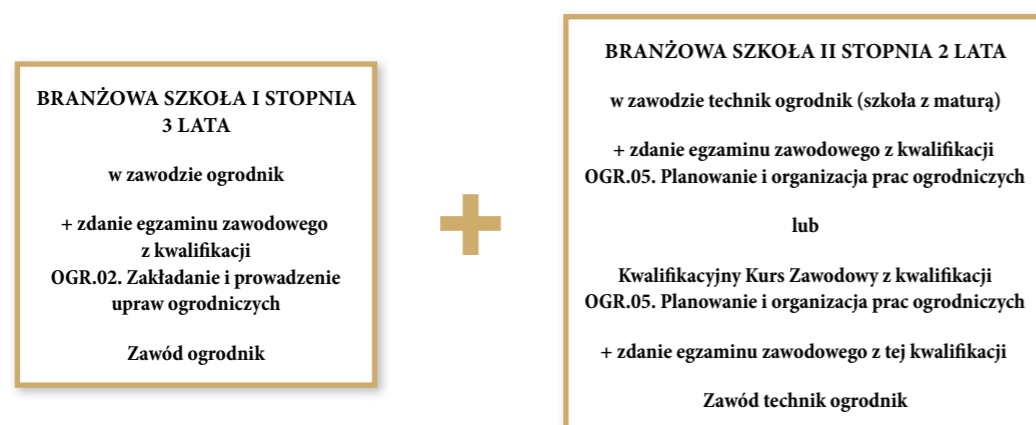 BRANŻOWA SZKOŁA I STOPNIA
3 LATA
w zawodzie ogrodnik
+ zdanie egzaminu zawodowego
z kwalifikacji
OGR.02. Zakładanie i prowadzenie
upraw ogrodniczych
Zawód ogrodnik
+
BRANŻOWA SZKOŁA II STOPNIA 2 LATA
w zawodzie technik ogrodnik (szkoła z maturą)
+ zdanie egzaminu zawodowego z kwalifikacji
OGR.05. Planowanie i organizacja prac ogrodniczych
lub
Kwalifikacyjny Kurs Zawodowy z kwalifikacji
OGR.05. Planowanie i organizacja prac ogrodniczych
+ zdanie egzaminu zawodowego z tej kwalifikacji
Zawód technik ogrodnik